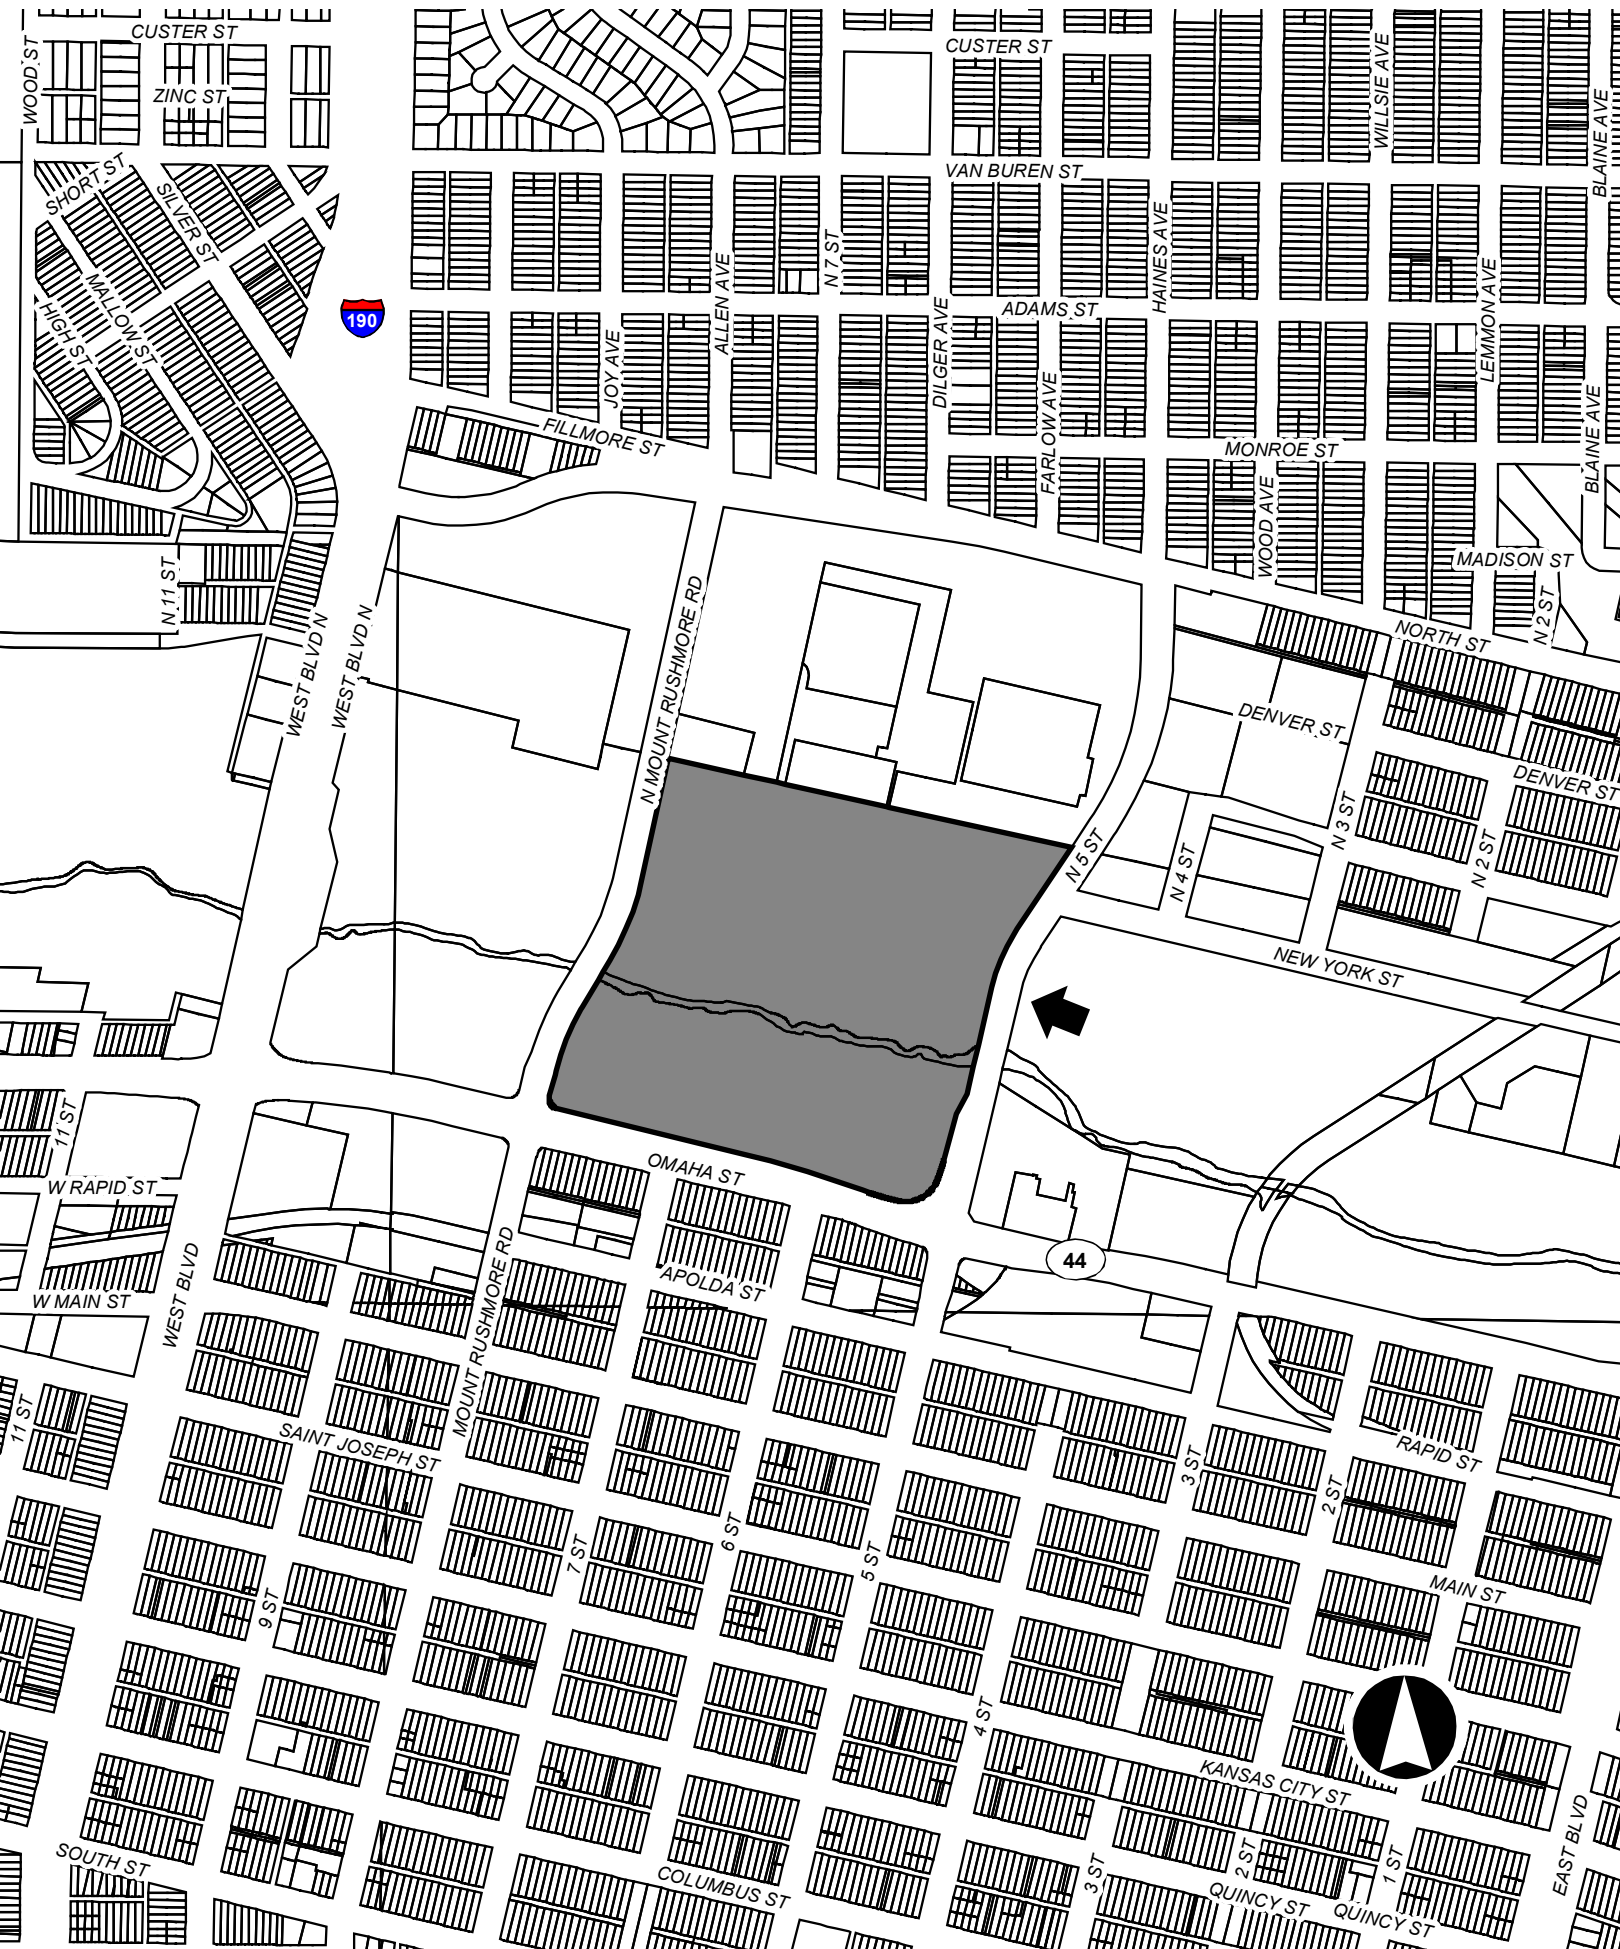 CUSTER ST
CUSTER ST
WOOD ST
WILLSIE AVE
ZINC ST
BLAINE AVE
VAN BUREN ST
SHORT ST
SILVER ST
HAINES AVE
N 7 ST
ALLEN AVE
MALLOW ST
HIGH ST
190
ADAMS ST
LEMMON AVE
DILGER AVE
JOY AVE
FARLOW AVE
BLAINE AVE
FILLMORE ST
MONROE ST
WOOD AVE
MADISON ST
N 11 ST
N MOUNT RUSHMORE RD
N 2 ST
NORTH ST
WEST BLVD N
WEST BLVD N
DENVER ST
DENVER ST
N 3 ST
N 5 ST
N 4 ST
N 2 ST
NEW YORK ST
11 ST
OMAHA ST
W RAPID ST
44
APOLDA ST
WEST BLVD
W MAIN ST
MOUNT RUSHMORE RD
11 ST
SAINT JOSEPH ST
RAPID ST
3 ST
2 ST
6 ST
7 ST
5 ST
MAIN ST
9 ST
4 ST
KANSAS CITY ST
EAST BLVD
SOUTH ST
COLUMBUS ST
3 ST
2 ST
1 ST
QUINCY ST
QUINCY ST